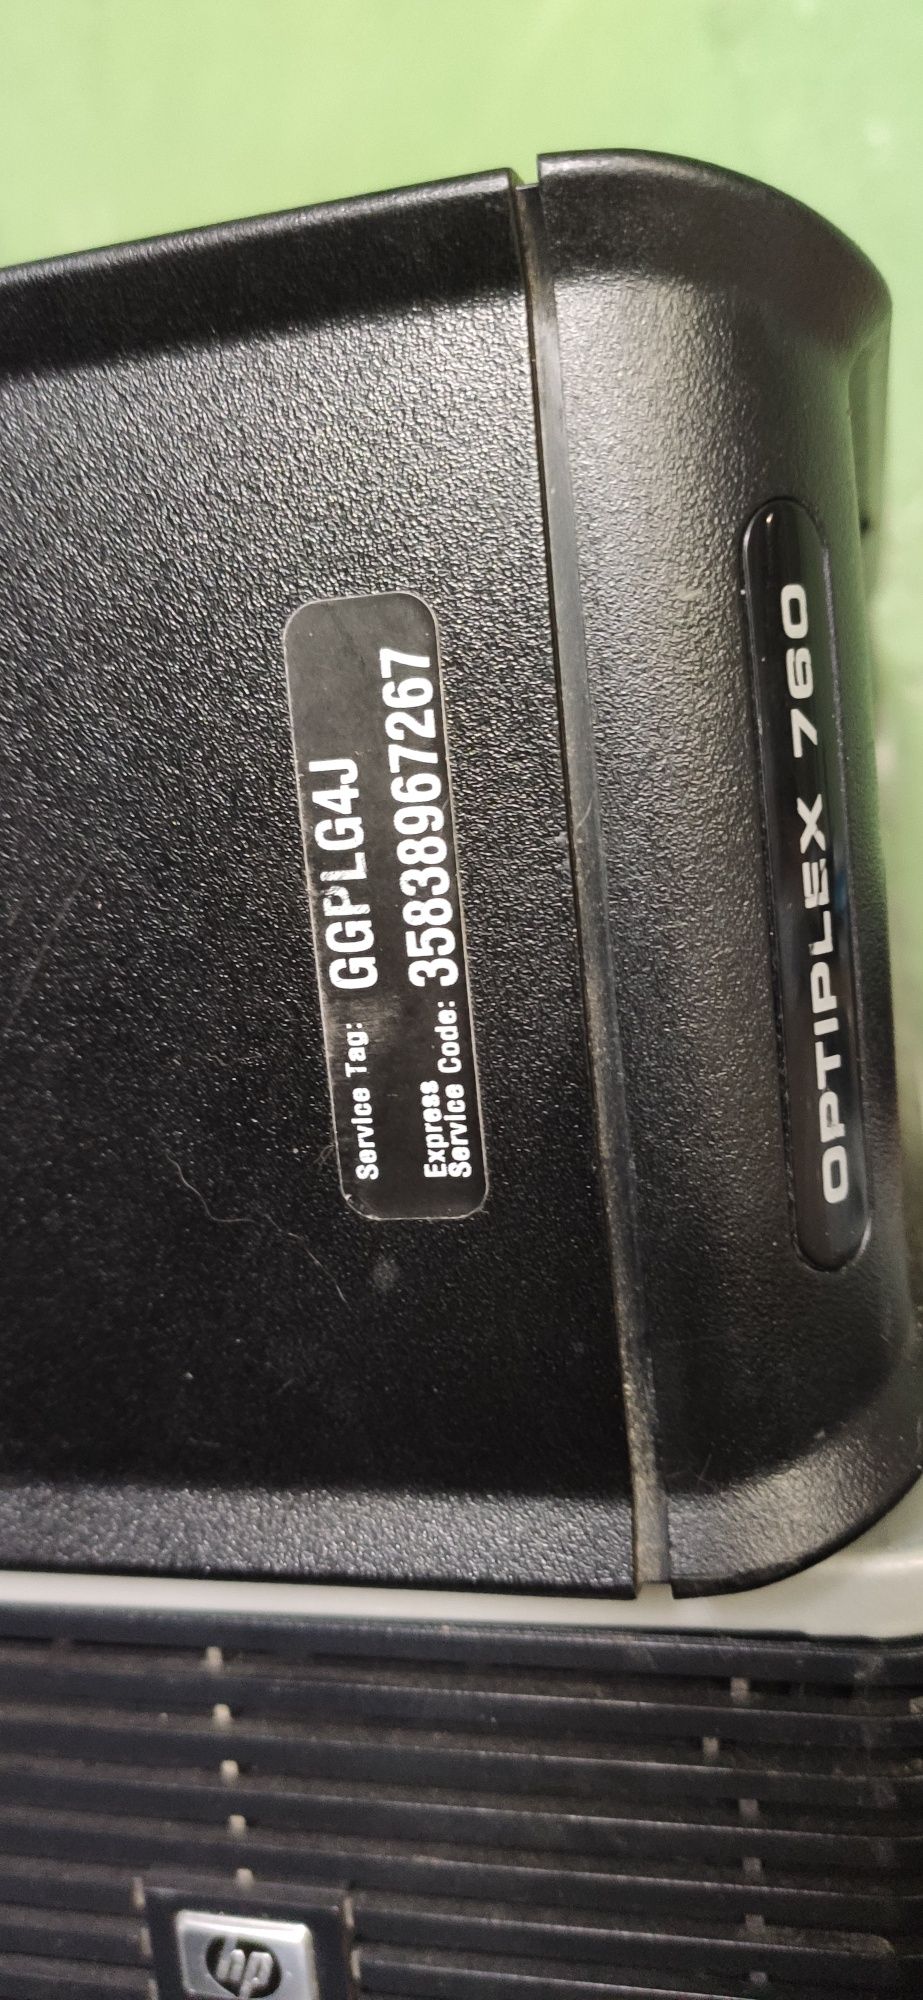 Service Tag: GGPLG4J
Express
Service Code: 35838967267
OPTIPLEX 760
hp